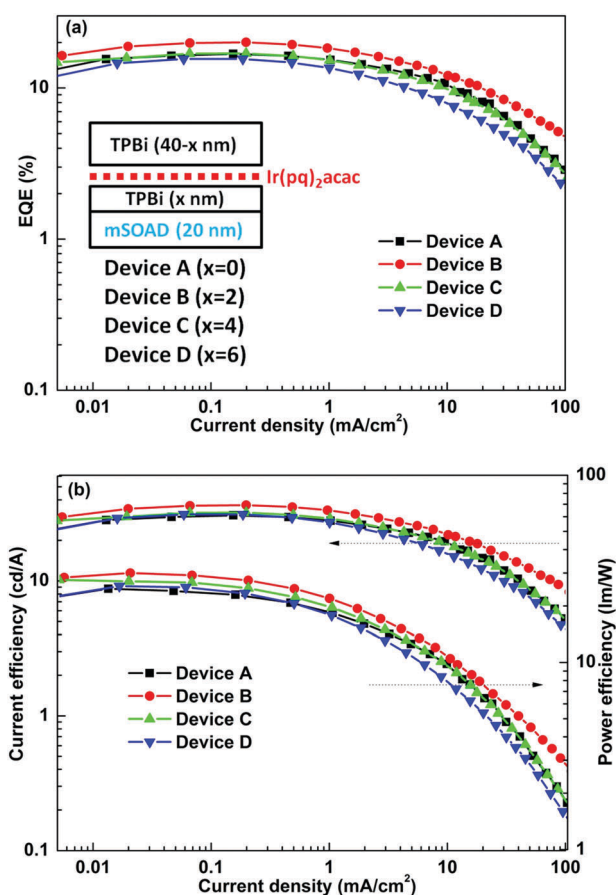 (a)
10
1
0.1
EQE (%)
TPBi (40-x nm)
Ir(pq)₂acac
TPBi (x nm)
mSOAD (20 nm)
Device A (x=0)
Device B (x=2)
Device C (x=4)
Device D (x=6)
Device A
Device B
Device C
Device D
0.01 0.1 1 10 100
Current density (mA/cm²)
(b)
10
1
0.1
Current efficiency (cd/A)
Device A
Device B
Device C
Device D
100
10
1
Power efficiency (lm/W)
0.01 0.1 1 10 100
Current density (mA/cm²)